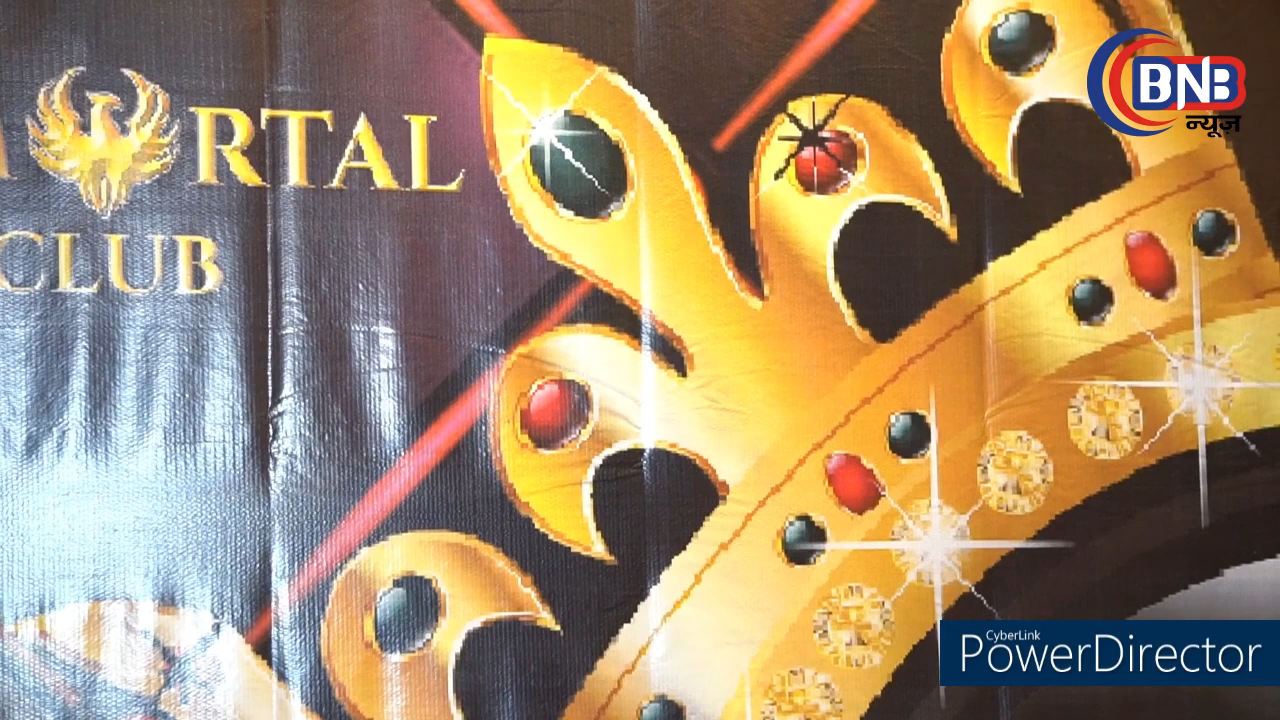 RTAL
CLUB
BNB
न्यूज़
CyberLink
PowerDirector